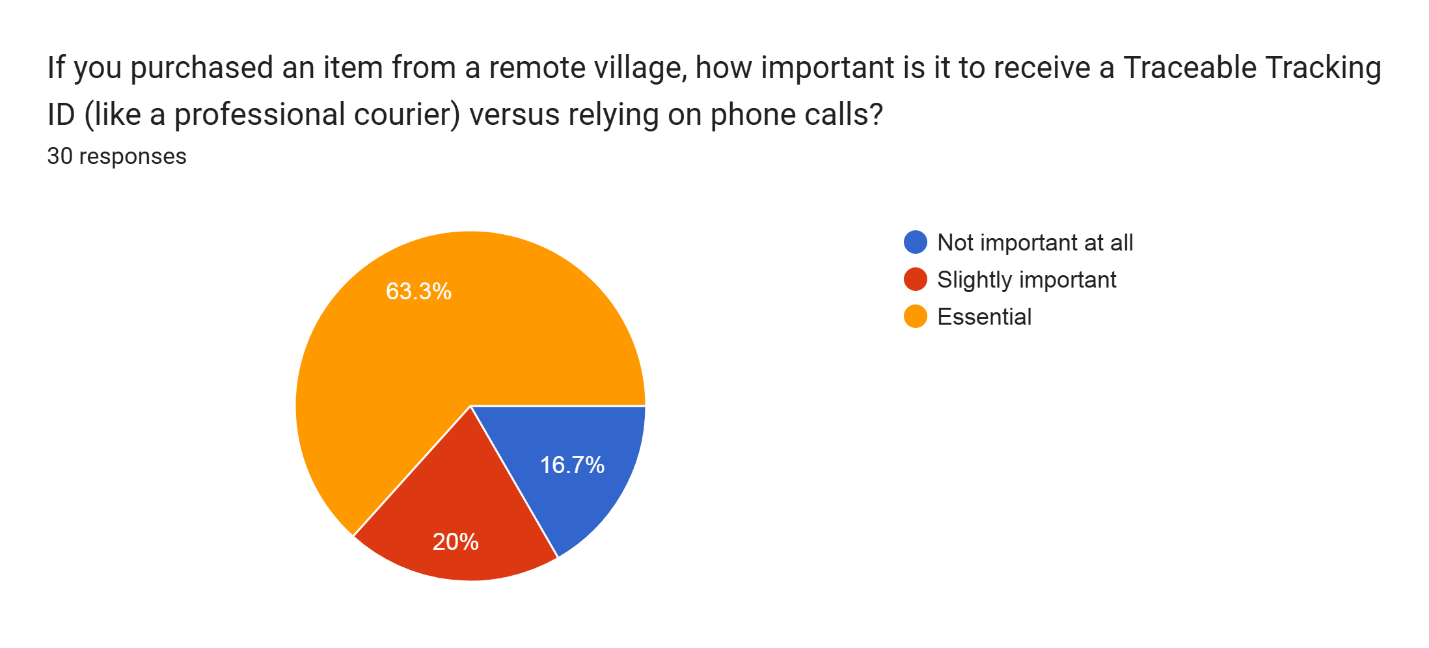 If you purchased an item from a remote village, how important is it to receive a Traceable Tracking
ID (like a professional courier) versus relying on phone calls?
30 responses
63.3%
16.7%
20%
Not important at all
Slightly important
Essential